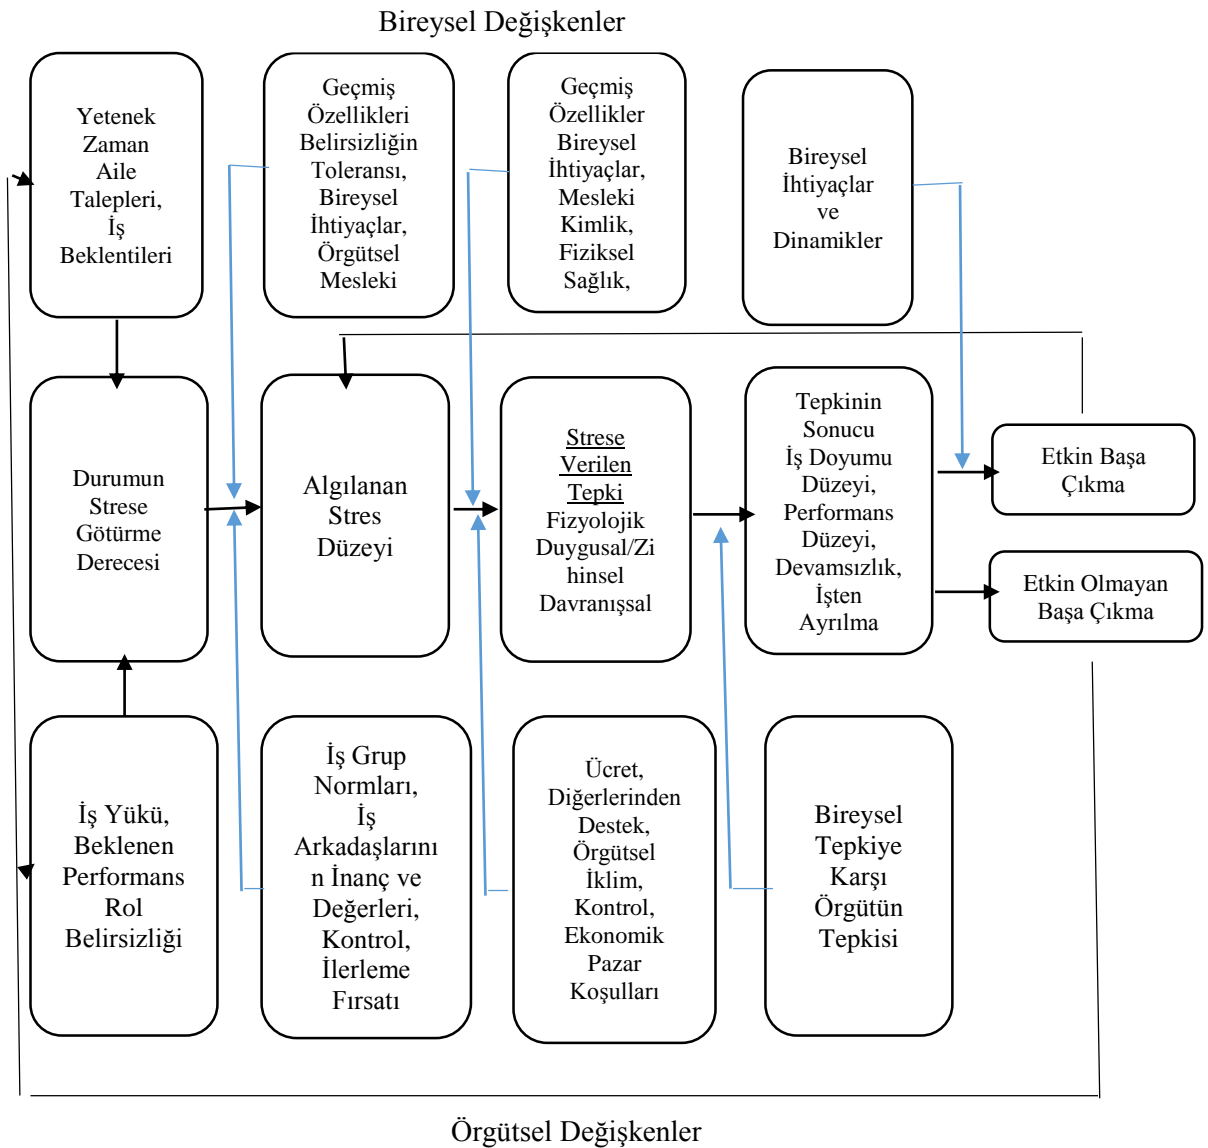 Bireysel Değişkenler
Yetenek
Zaman
Aile
Talepleri,
İş
Beklentileri
Geçmiş
Özellikleri
Belirsizliğin
Toleransı,
Bireysel
İhtiyaçlar,
Örgütsel
Mesleki
Geçmiş
Özellikler
Bireysel
İhtiyaçlar,
Mesleki
Kimlik,
Fiziksel
Sağlık,
Bireysel
İhtiyaçlar
ve
Dinamikler
Durumun
Strese
Götürme
Derecesi
Algılanan
Stres
Düzeyi
Strese
Verilen
Tepki
Fizyolojik
Duygusal/Zi
hinsel
Davranışsal
Tepkinin
Sonucu
İş Doyumu
Düzeyi,
Performans
Düzeyi,
Devamsızlık,
İşten
Ayrılma
Etkin Başa
Çıkma
Etkin Olmayan
Başa Çıkma
İş Yükü,
Beklenen
Performans
Rol
Belirsizliği
İş Grup
Normları,
İş
Arkadaşlarını
n İnanç ve
Değerleri,
Kontrol,
İlerleme
Fırsatı
Ücret,
Diğerlerinden
Destek,
Örgütsel
İklim,
Kontrol,
Ekonomik
Pazar
Koşulları
Bireysel
Tepkiye
Karşı
Örgütün
Tepkisi
Örgütsel Değişkenler